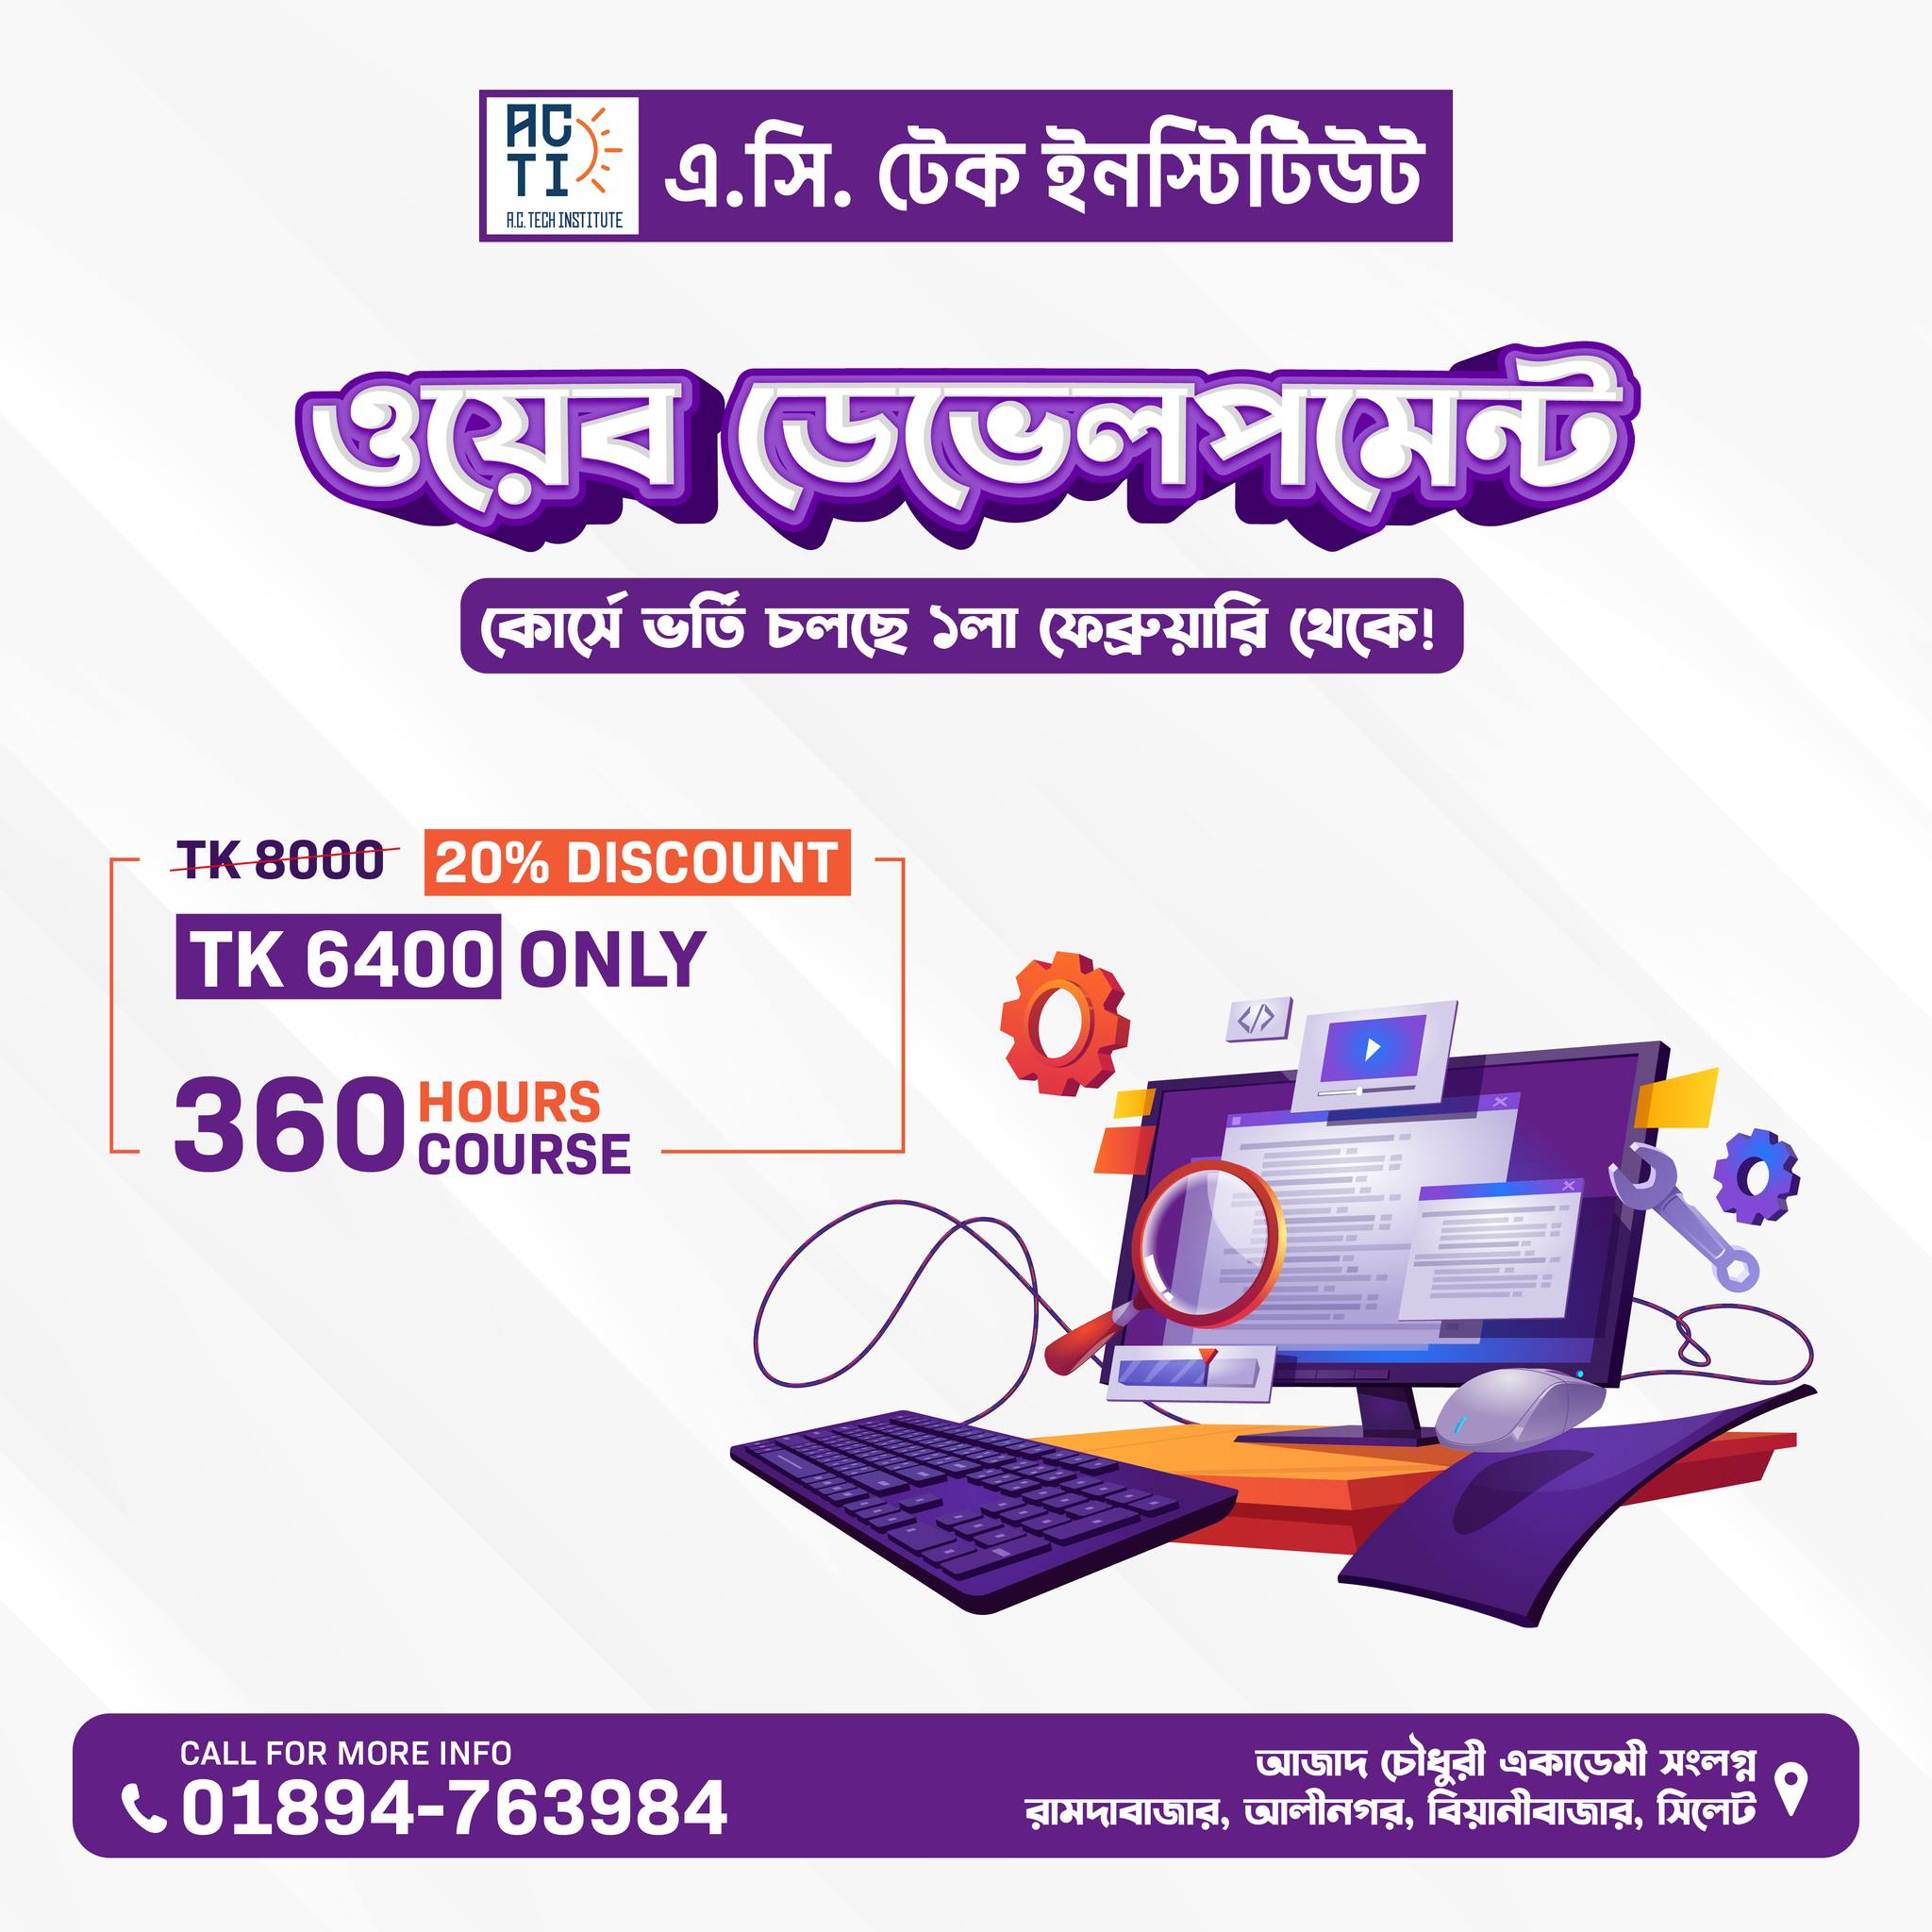 AC
TI
A.C. TECH INSTITUTE
এ.সি. টেক ইনস্টিটিউট
ওয়েব ডেভেলপমেন্ট
কোর্সে ভর্তি চলছে ১লা ফেব্রুয়ারি থেকে!
TK 8000 20% DISCOUNT
TK 6400 ONLY
360 HOURS
COURSE
CALL FOR MORE INFO
01894-763984
আজাদ চৌধুরী একাডেমী সংলগ্ন
রামদাবাজার, আলীনগর, বিয়ানীবাজার, সিলেট